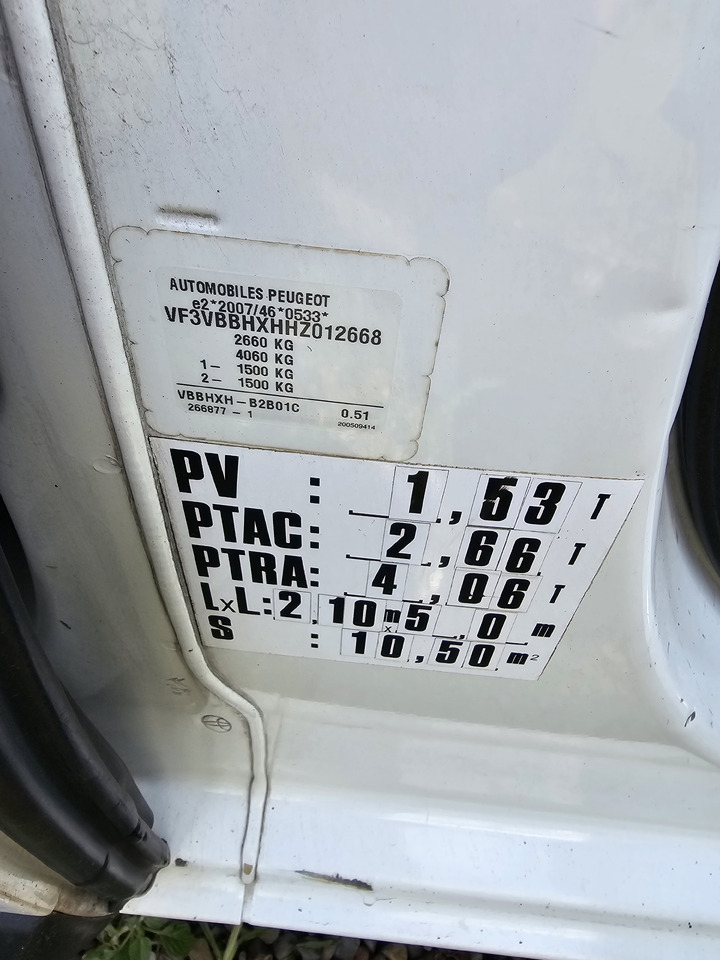 AUTOMOBILES PEUGEOT
e2*2007/46*0533*
VF3VBBHXHHZ012668
2660 KG
4060 KG
1- 1500 KG
2- 1500 KG
VBBHXH-B2B01C 0.51
266877-1 200509414
PV : 1,53 T
PTAC: 2,66 T
PTRA: 4,06 T
LxL:2,10m x 5,0 m
S : 10,50 m²